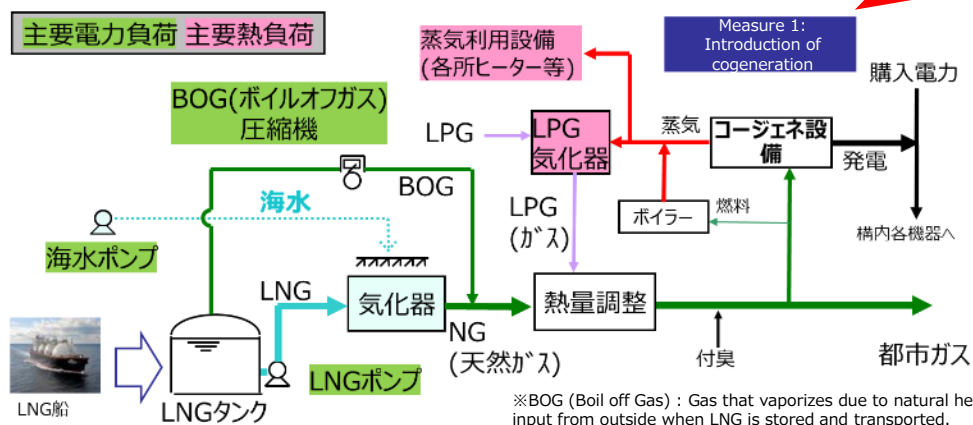 主要電力負荷 主要熱負荷
Measure 1:
Introduction of
cogeneration
蒸気利用設備
(各所ヒーター等)
購入電力
BOG(ボイルオフガス)
圧縮機
LPG
LPG
気化器
蒸気
コージェネ設
備
発電
BOG
海水
LPG
(ガス)
ボイラー
燃料
構内各機器へ
海水ポンプ
LNG
気化器
熱量調整
NG
(天然ガス)
付臭
都市ガス
LNGポンプ
LNG船
LNGタンク
※BOG (Boil off Gas) : Gas that vaporizes due to natural he
input from outside when LNG is stored and transported.